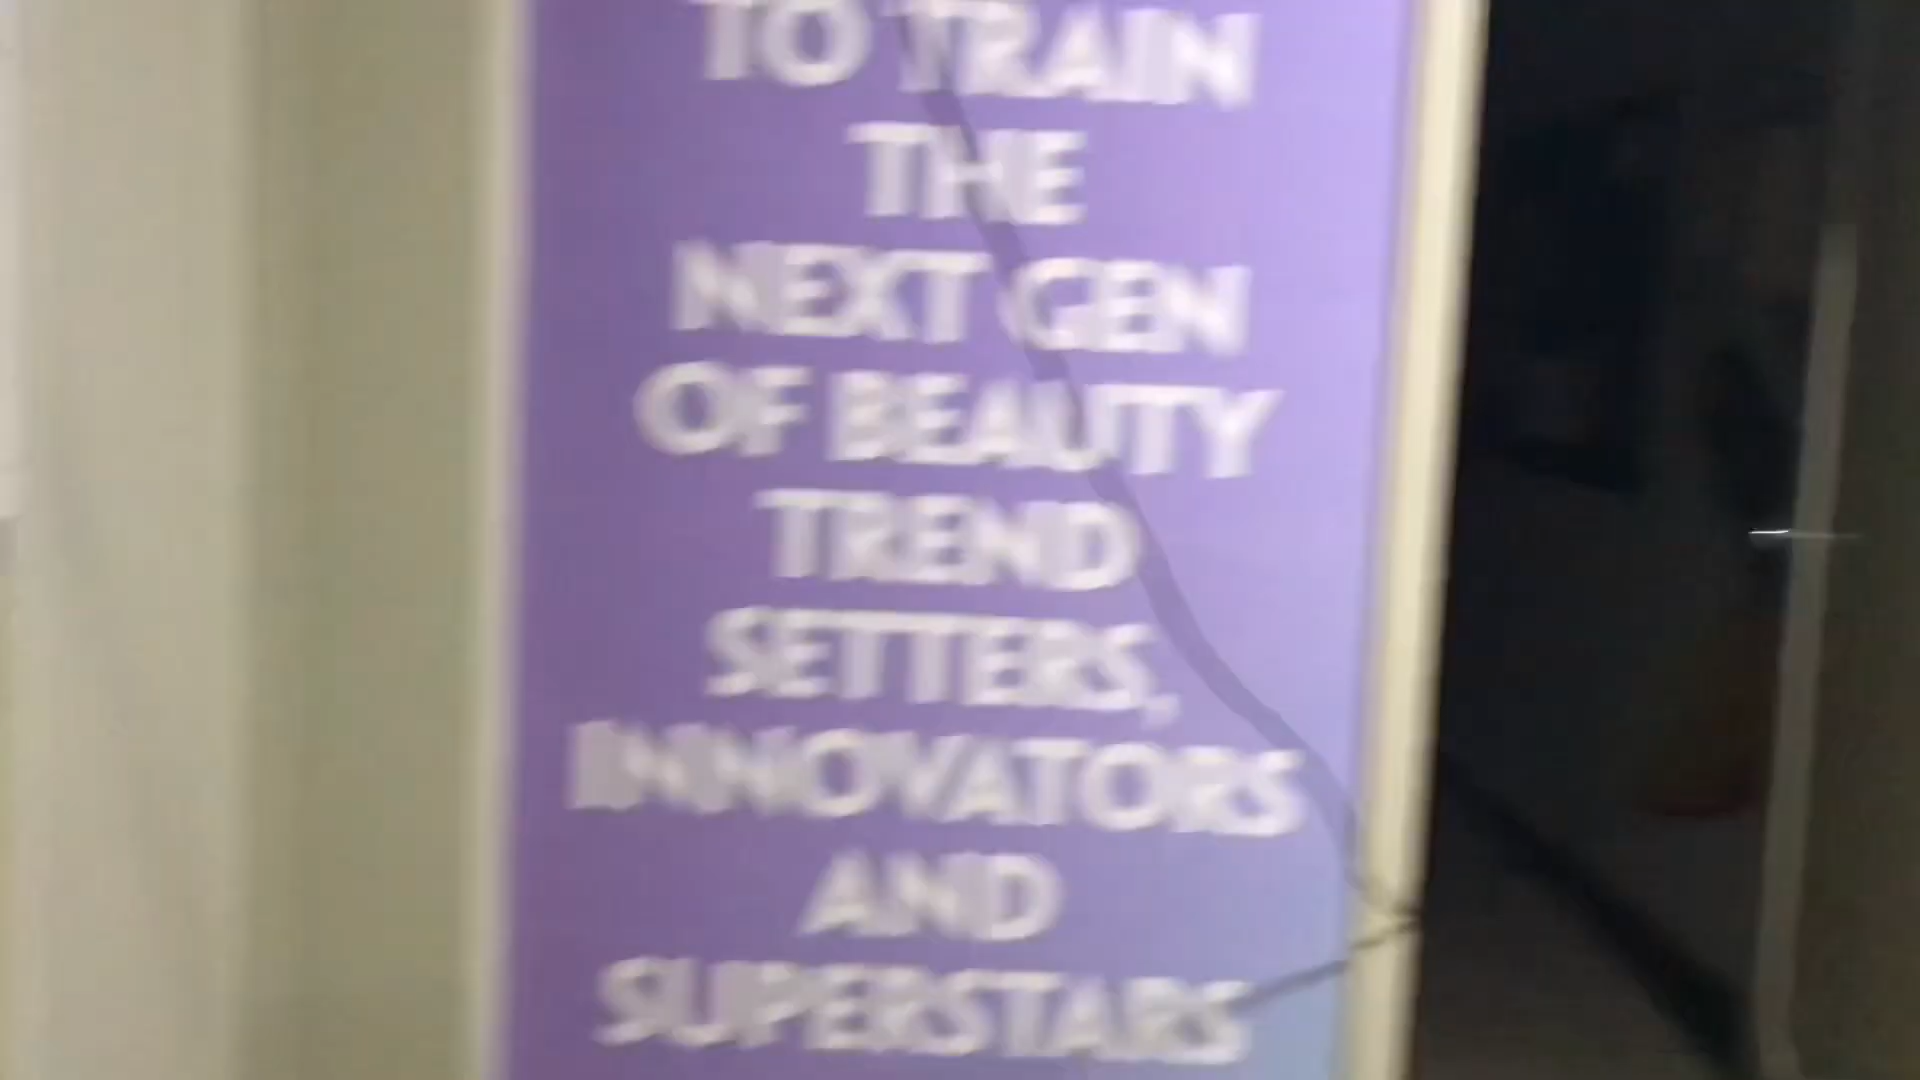 TO TRAIN
THE
NEXT GEN
OF BEAUTY
TREND
SETTERS,
INNOVATORS
AND
SUPERSTARS